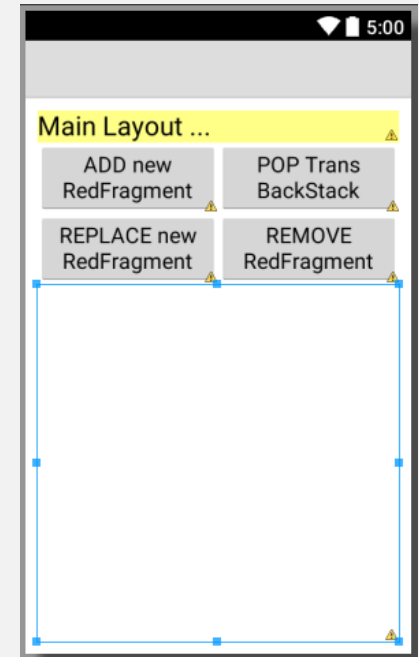 5:00
Main Layout ...
ADD new
RedFragment
POP Trans
BackStack
REPLACE new
RedFragment
REMOVE
RedFragment